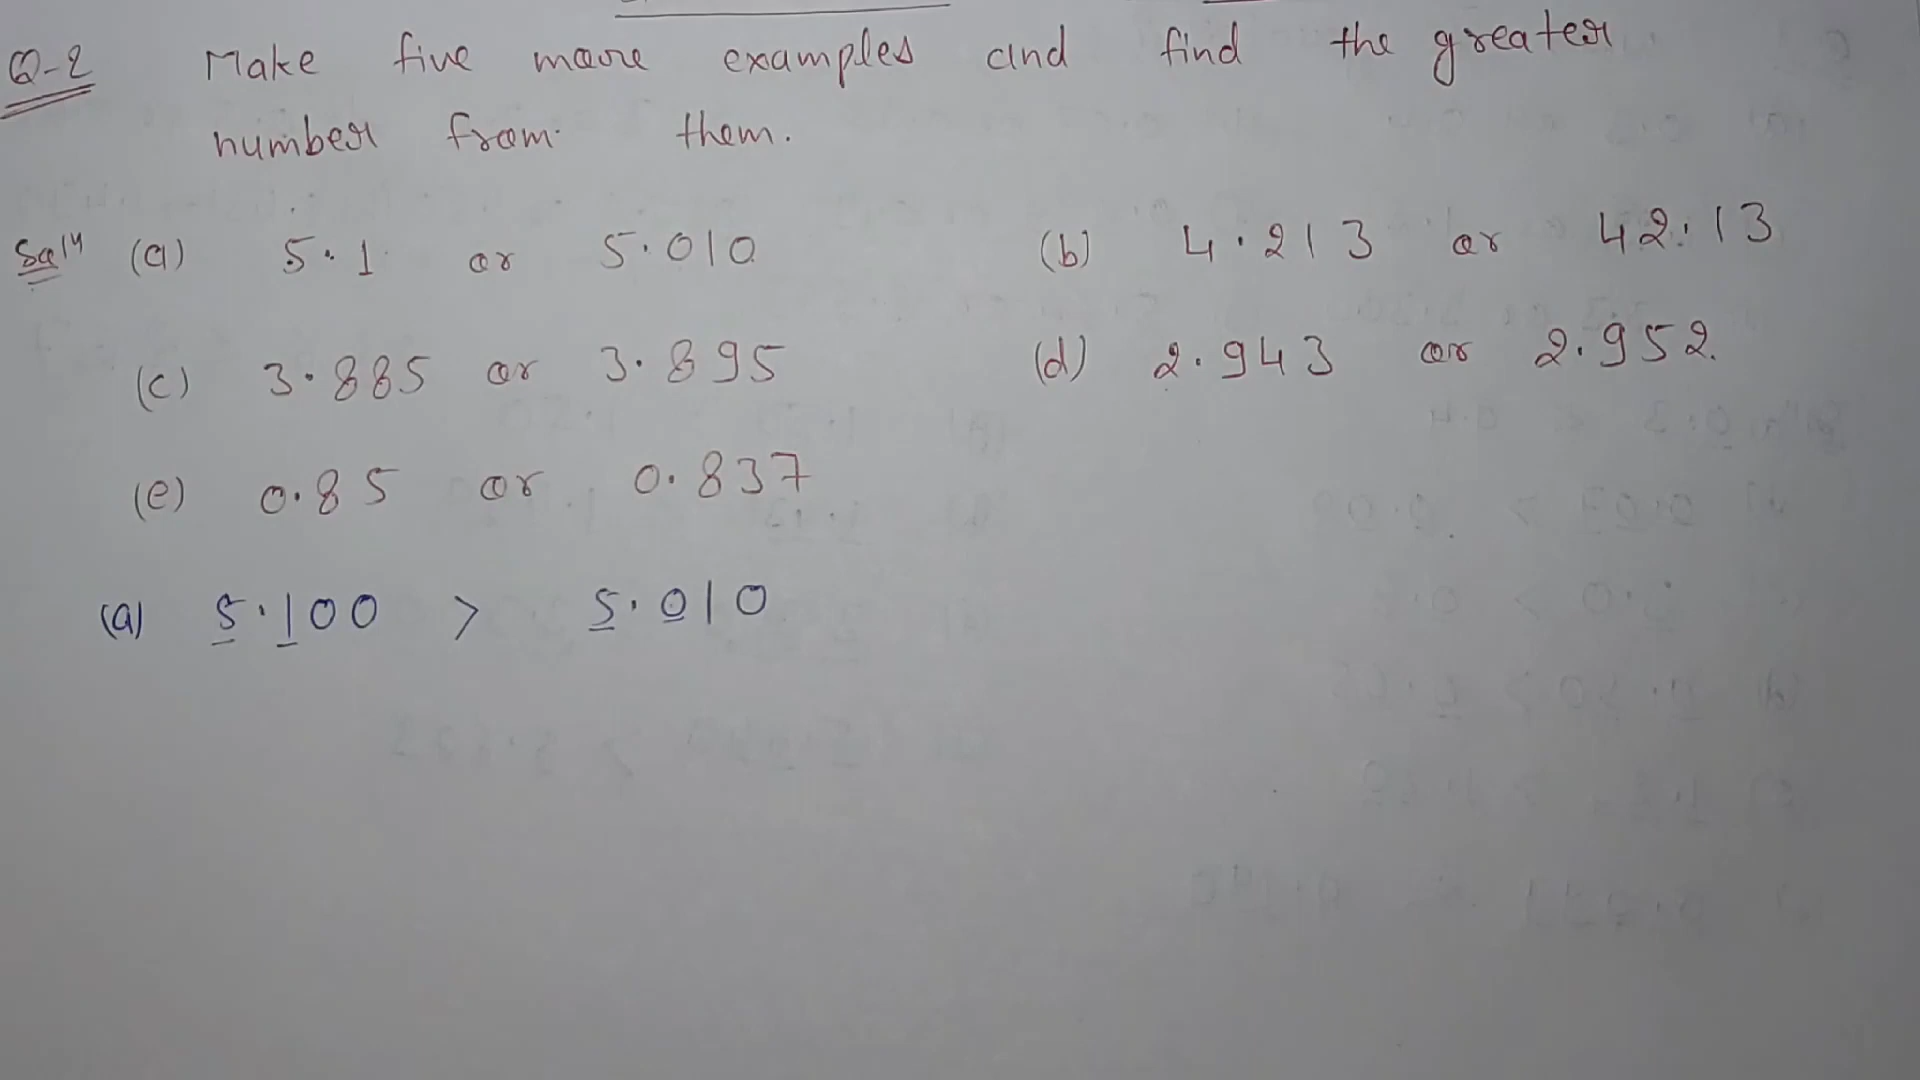 Q-2 Make five more examples and find the greater
number from them.
Solⁿ (a) 5.1 or 5.010 (b) 4.213 or 42.13
(c) 3.885 or 3.895 (d) 2.943 or 2.952
(e) 0.85 or 0.837
(a) 5.100 > 5.010